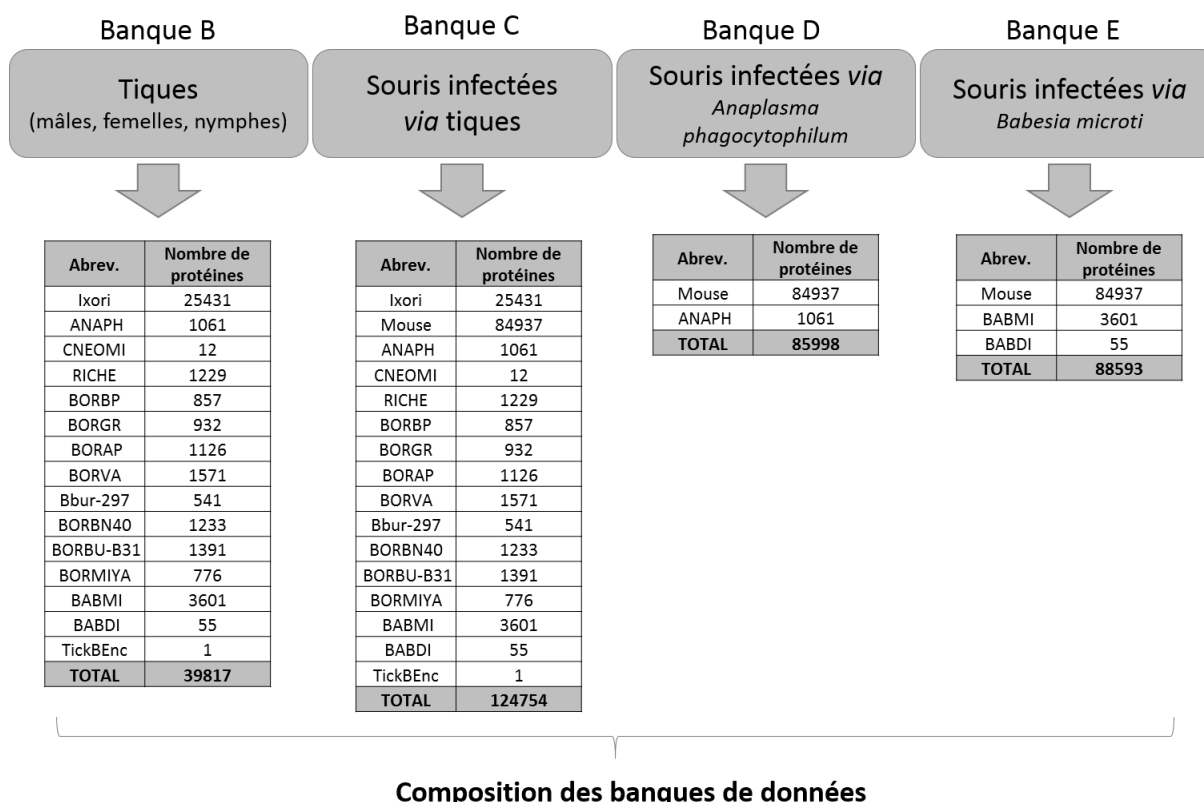 Banque B
Tiques
(mâles, femelles, nymphes)
Abrev. Nombre de
protéines
Ixori 25431
ANAPH 1061
CNEOMI 12
RICHE 1229
BORBP 857
BORGR 932
BORAP 1126
BORVA 1571
Bbur-297 541
BORBN40 1233
BORBU-B31 1391
BORMIYA 776
BABMI 3601
BABDI 55
TickBEnc 1
TOTAL 39817
Banque C
Souris infectées
via tiques
Abrev. Nombre de
protéines
Ixori 25431
Mouse 84937
ANAPH 1061
CNEOMI 12
RICHE 1229
BORBP 857
BORGR 932
BORAP 1126
BORVA 1571
Bbur-297 541
BORBN40 1233
BORBU-B31 1391
BORMIYA 776
BABMI 3601
BABDI 55
TickBEnc 1
TOTAL 124754
Banque D
Souris infectées via
Anaplasma
phagocytophilum
Abrev. Nombre de
protéines
Mouse 84937
ANAPH 1061
TOTAL 85998
Banque E
Souris infectées via
Babesia microti
Abrev. Nombre de
protéines
Mouse 84937
BABMI 3601
BABDI 55
TOTAL 88593
Composition des banques de données